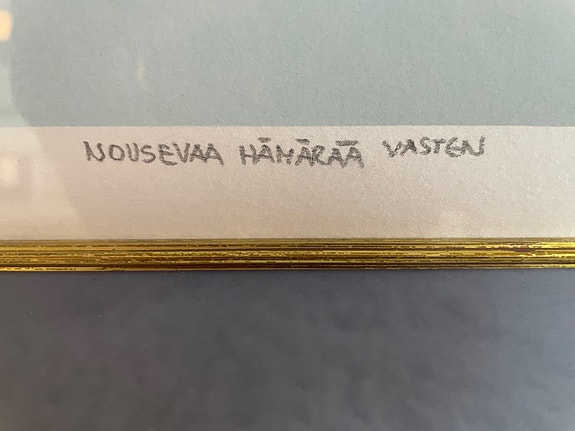 NOUSEVAA HÄMÄRÄÄ VASTEN